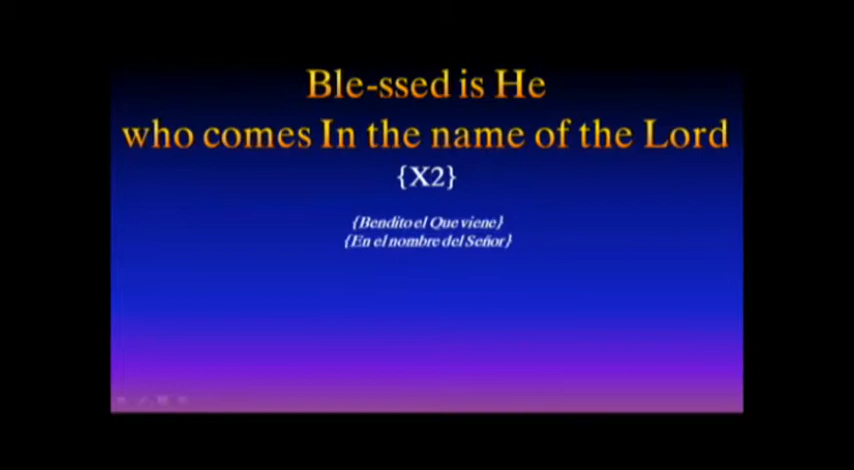 Ble-ssed is He
who comes In the name of the Lord
{X2}
{Bendito el Que viene}
{En el nombre del Señor}